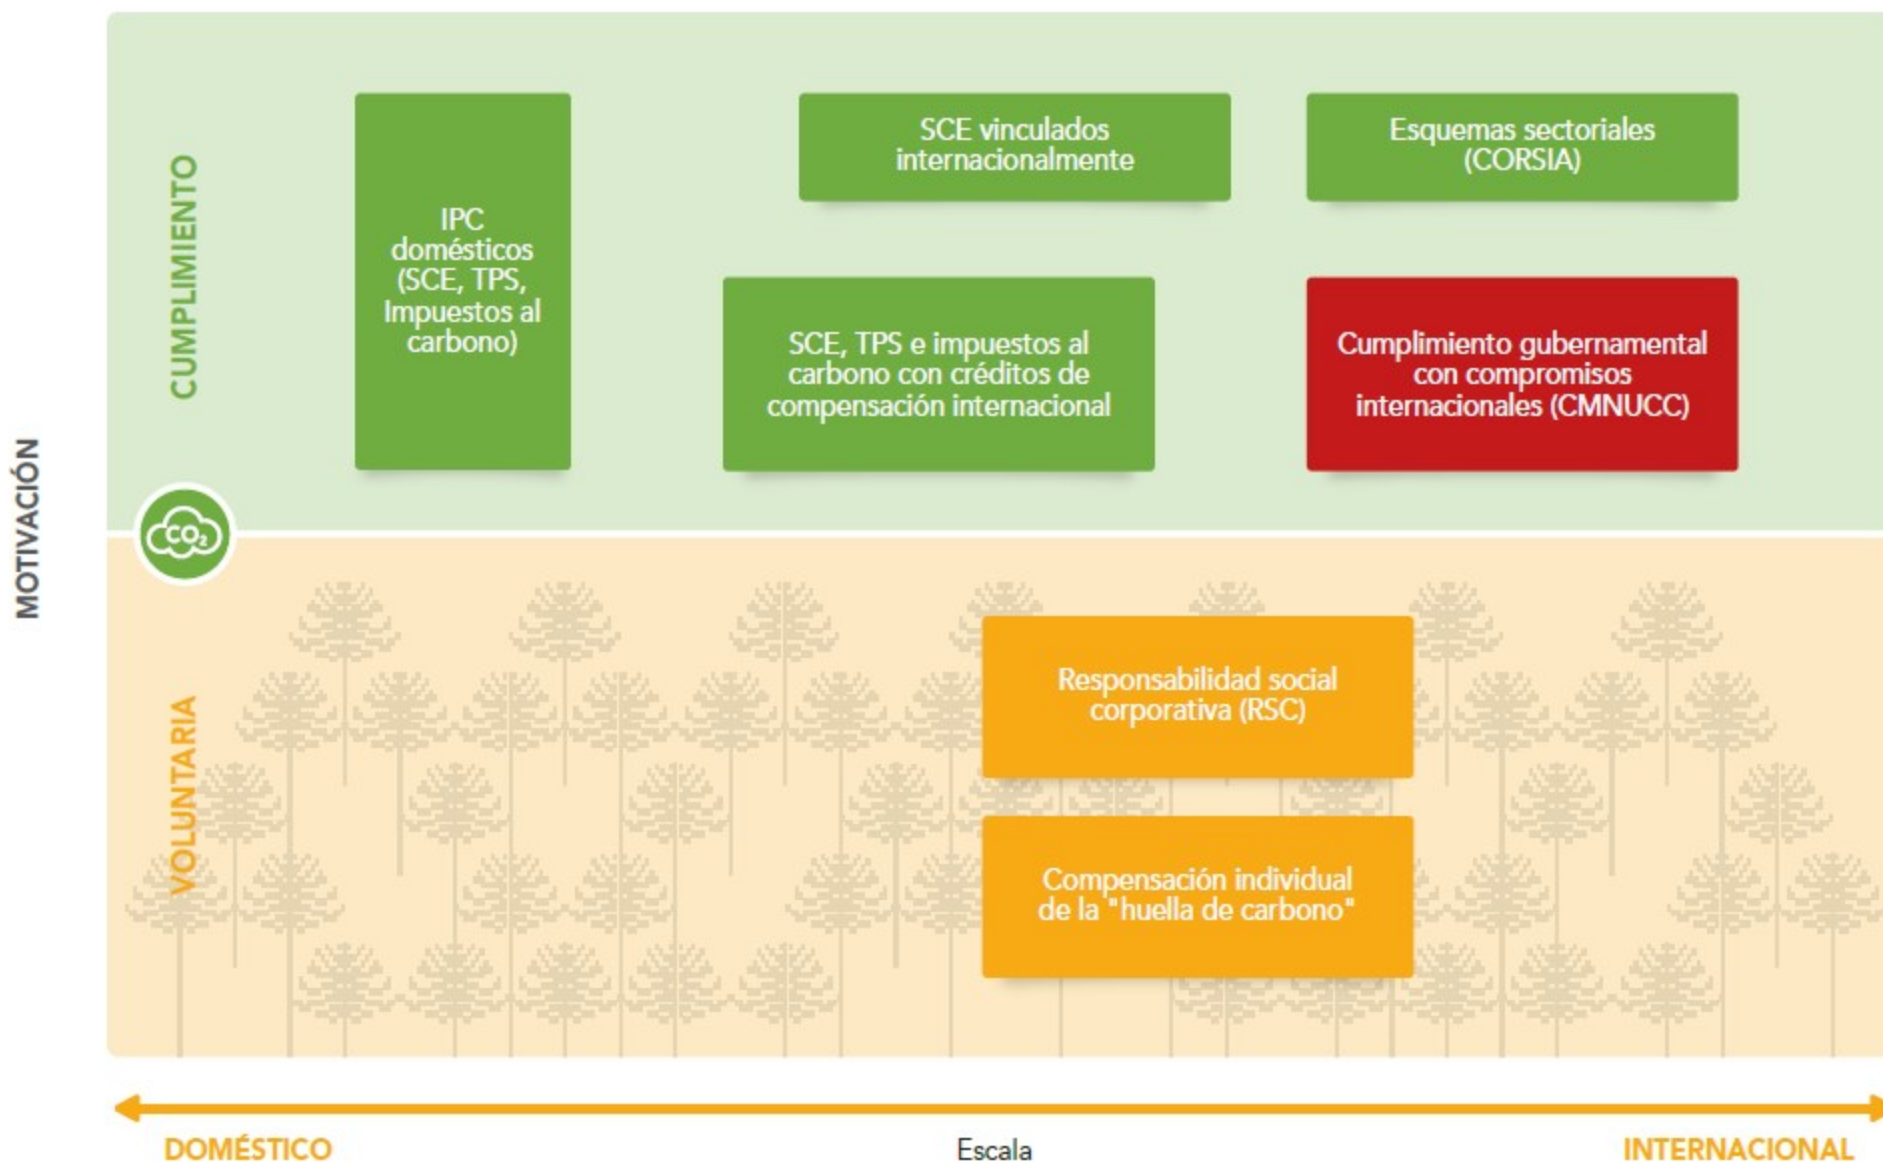 MOTIVACIÓN
CUMPLIMIENTO
IPC
domésticos
(SCE, TPS,
Impuestos al
carbono)
SCE vinculados
internacionalmente
Esquemas sectoriales
(CORSIA)
SCE, TPS e impuestos al
carbono con créditos de
compensación internacional
Cumplimiento gubernamental
con compromisos
internacionales (CMNUCC)
CO₂
VOLUNTARIA
Responsabilidad social
corporativa (RSC)
Compensación individual
de la "huella de carbono"
DOMÉSTICO
Escala
INTERNACIONAL